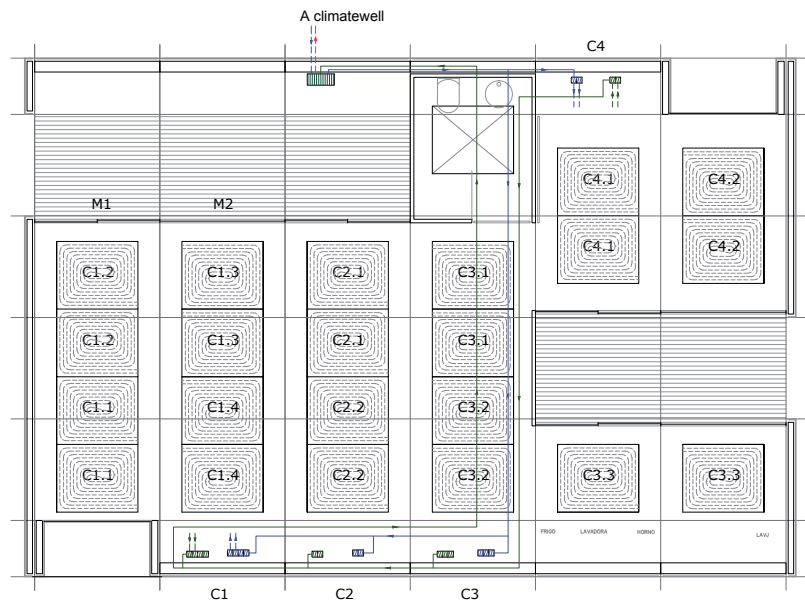 A climatewell
C4
C4.1 C4.2
M1 M2
C4.1 C4.2
C1.2 C1.3 C2.1 C3.1
C1.2 C1.3 C2.1 C3.1
C1.1 C1.4 C2.2 C3.2
C1.1 C1.4 C2.2 C3.2 C3.3 C3.3
FRIGO LAVADORA HORNO LAVJ
C1 C2 C3